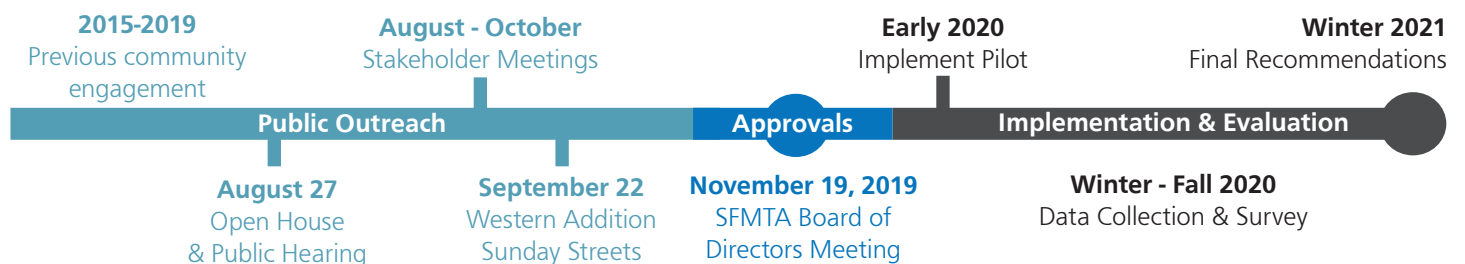 2015-2019
Previous community
engagement
August - October
Stakeholder Meetings
Early 2020
Implement Pilot
Winter 2021
Final Recommendations
Public Outreach
Approvals
Implementation & Evaluation
August 27
Open House
& Public Hearing
September 22
Western Addition
Sunday Streets
November 19, 2019
SFMTA Board of
Directors Meeting
Winter - Fall 2020
Data Collection & Survey